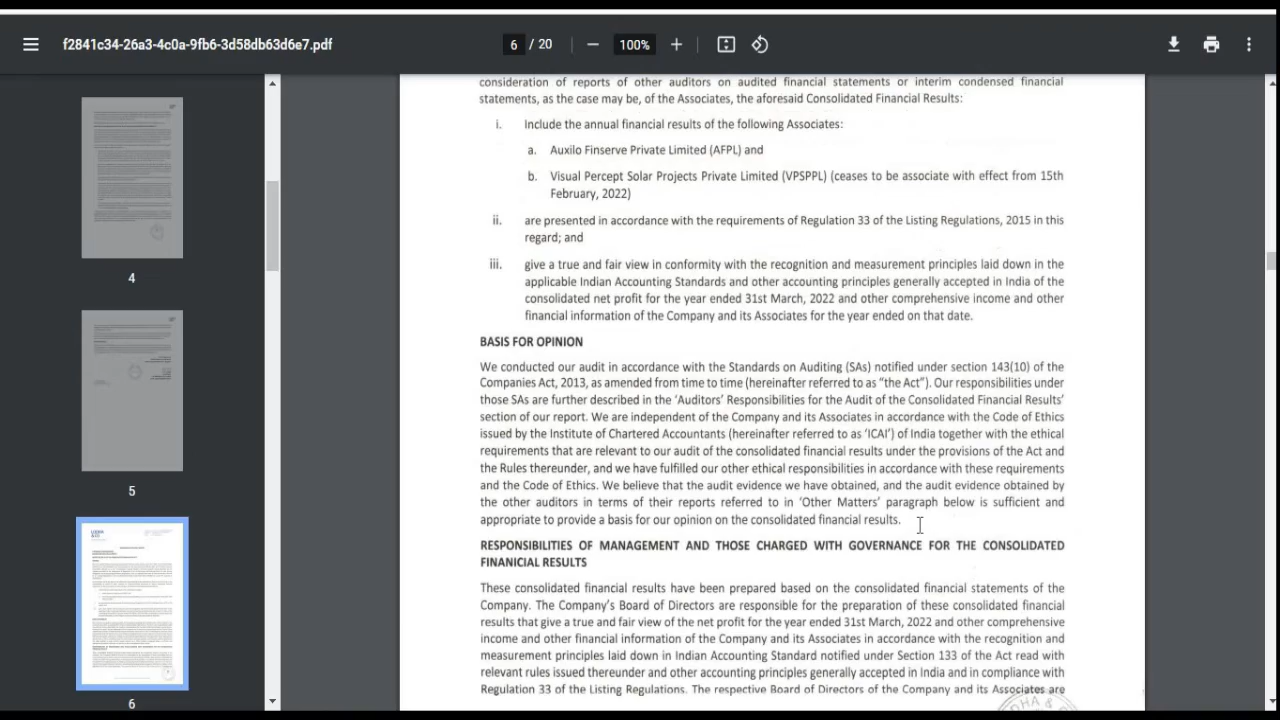 f2841c34-26a3-4c0a-9fb6-3d58db63d6e7.pdf
6 / 20
100%
4
5
6
consideration of reports of other auditors on audited financial statements or interim condensed financial
statements, as the case may be, of the Associates, the aforesaid Consolidated Financial Results:
i. Include the annual financial results of the following Associates:
a. Auxilo Finserve Private Limited (AFPL) and
b. Visual Percept Solar Projects Private Limited (VPSPPL) (ceases to be associate with effect from 15th
February, 2022)
ii. are presented in accordance with the requirements of Regulation 33 of the Listing Regulations, 2015 in this
regard; and
iii. give a true and fair view in conformity with the recognition and measurement principles laid down in the
applicable Indian Accounting Standards and other accounting principles generally accepted in India of the
consolidated net profit for the year ended 31st March, 2022 and other comprehensive income and other
financial information of the Company and its Associates for the year ended on that date.
BASIS FOR OPINION
We conducted our audit in accordance with the Standards on Auditing (SAs) notified under section 143(10) of the
Companies Act, 2013, as amended from time to time (hereinafter referred to as “the Act”). Our responsibilities under
those SAs are further described in the ‘Auditors’ Responsibilities for the Audit of the Consolidated Financial Results’
section of our report. We are independent of the Company and its Associates in accordance with the Code of Ethics
issued by the Institute of Chartered Accountants (hereinafter referred to as ‘ICAI’) of India together with the ethical
requirements that are relevant to our audit of the consolidated financial results under the provisions of the Act and
the Rules thereunder, and we have fulfilled our other ethical responsibilities in accordance with these requirements
and the Code of Ethics. We believe that the audit evidence we have obtained, and the audit evidence obtained by
the other auditors in terms of their reports referred to in ‘Other Matters’ paragraph below is sufficient and
appropriate to provide a basis for our opinion on the consolidated financial results.
RESPONSIBILITIES OF MANAGEMENT AND THOSE CHARGED WITH GOVERNANCE FOR THE CONSOLIDATED
FINANCIAL RESULTS
These consolidated financial results have been prepared based on the consolidated financial statements of the
Company. The Company’s Board of Directors are responsible for the preparation of these consolidated financial
results that give a true and fair view of the net profit for the year ended 31st March, 2022 and other comprehensive
income and other financial information of the Company and its Associates in accordance with the recognition and
measurement principles laid down in Indian Accounting Standard notified under Section 133 of the Act read with
relevant rules issued thereunder and other accounting principles generally accepted in India and in compliance with
Regulation 33 of the Listing Regulations. The respective Board of Directors of the Company and its Associates are